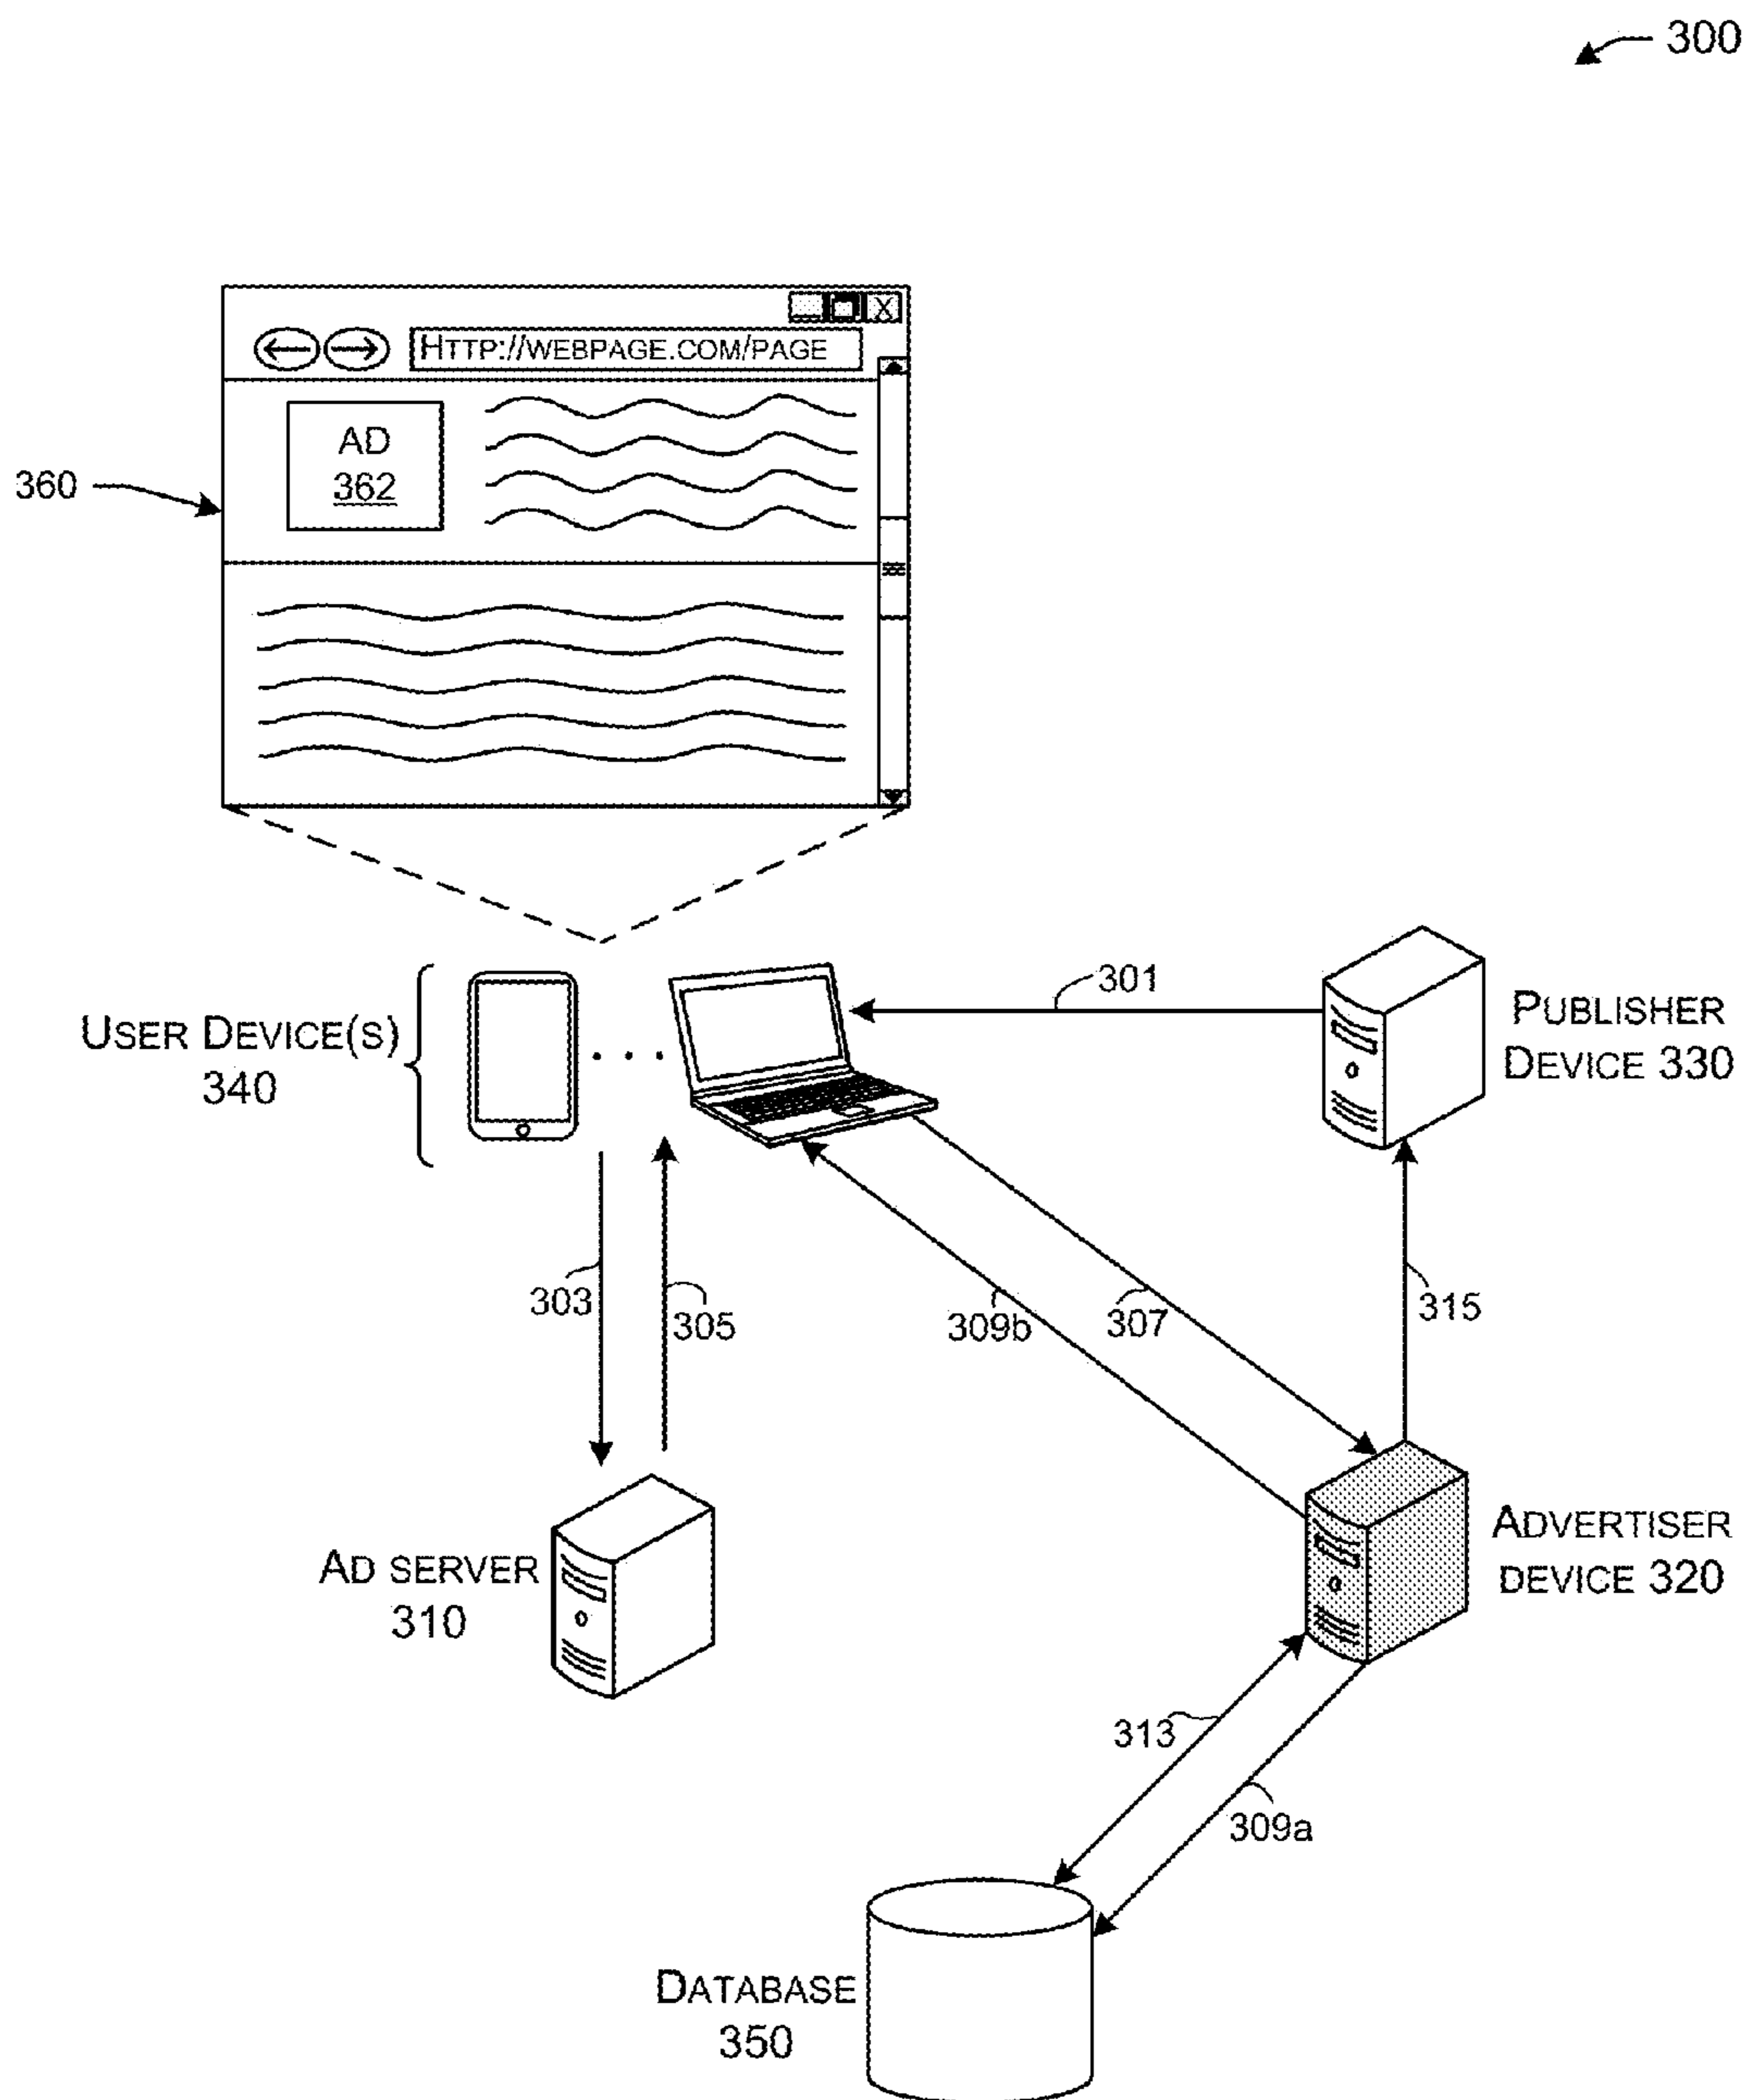 300
X
HTTP://WEBPAGE.COM/PAGE
AD
362
360
301
USER DEVICE(S)
340
PUBLISHER
DEVICE 330
303
305
309b
307
315
AD SERVER
310
ADVERTISER
DEVICE 320
313
309a
DATABASE
350